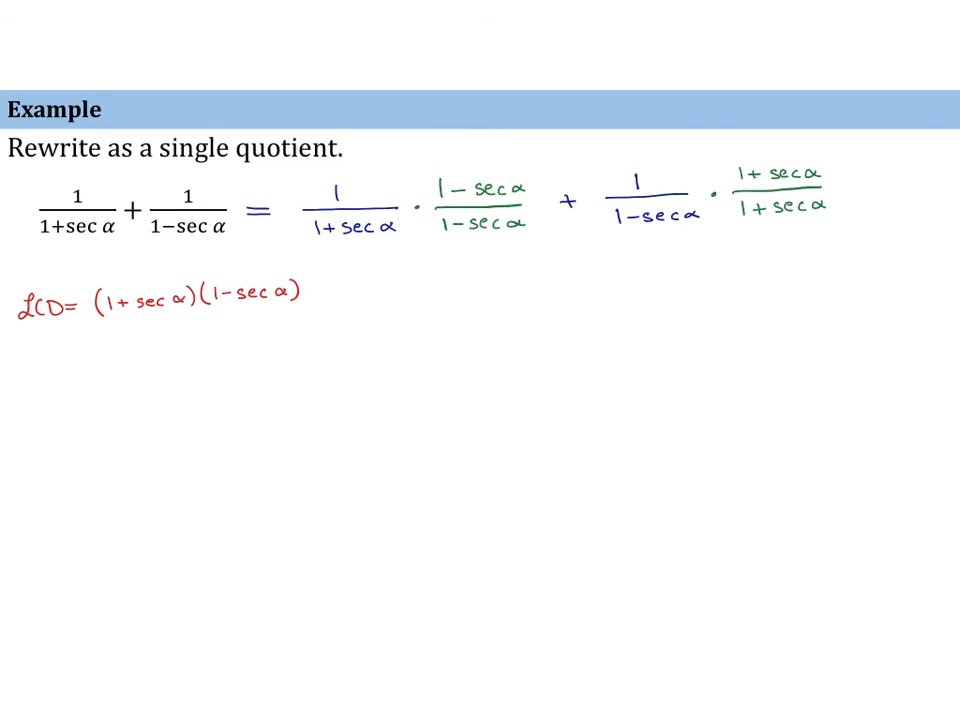 Example
Rewrite as a single quotient.
1/(1+sec α) + 1/(1−sec α) = 1/(1+sec α) · (1−sec α)/(1−sec α) + 1/(1−sec α) · (1+sec α)/(1+sec α)
LCD= (1+sec α)(1−sec α)